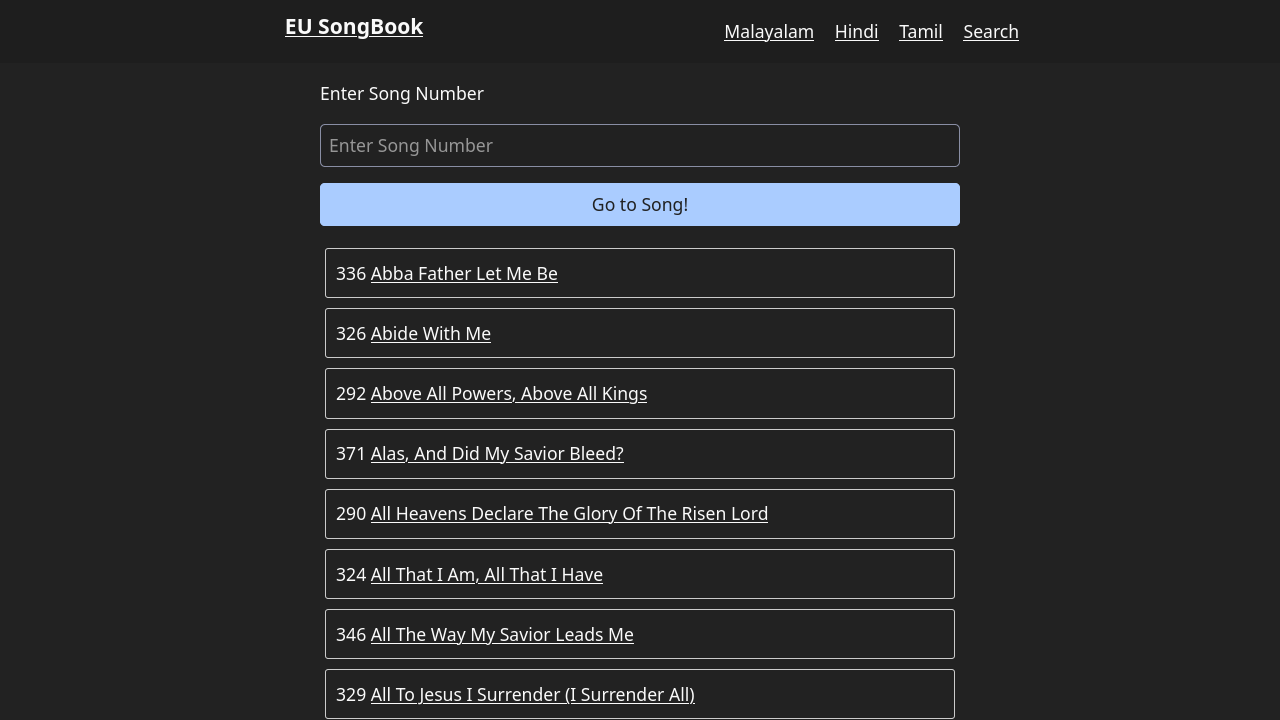 EU SongBook
Malayalam Hindi Tamil Search
Enter Song Number
Enter Song Number
Go to Song!
336 Abba Father Let Me Be
326 Abide With Me
292 Above All Powers, Above All Kings
371 Alas, And Did My Savior Bleed?
290 All Heavens Declare The Glory Of The Risen Lord
324 All That I Am, All That I Have
346 All The Way My Savior Leads Me
329 All To Jesus I Surrender (I Surrender All)